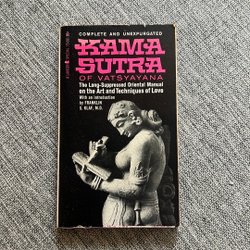 COMPLETE AND UNEXPURGATED
KAMA
SUTRA
OF VATSYAYANA
The Long-Suppressed Oriental Manual
on the Art and Techniques of Love
With an introduction
by FRANKLIN
S. KLAF, M.D.